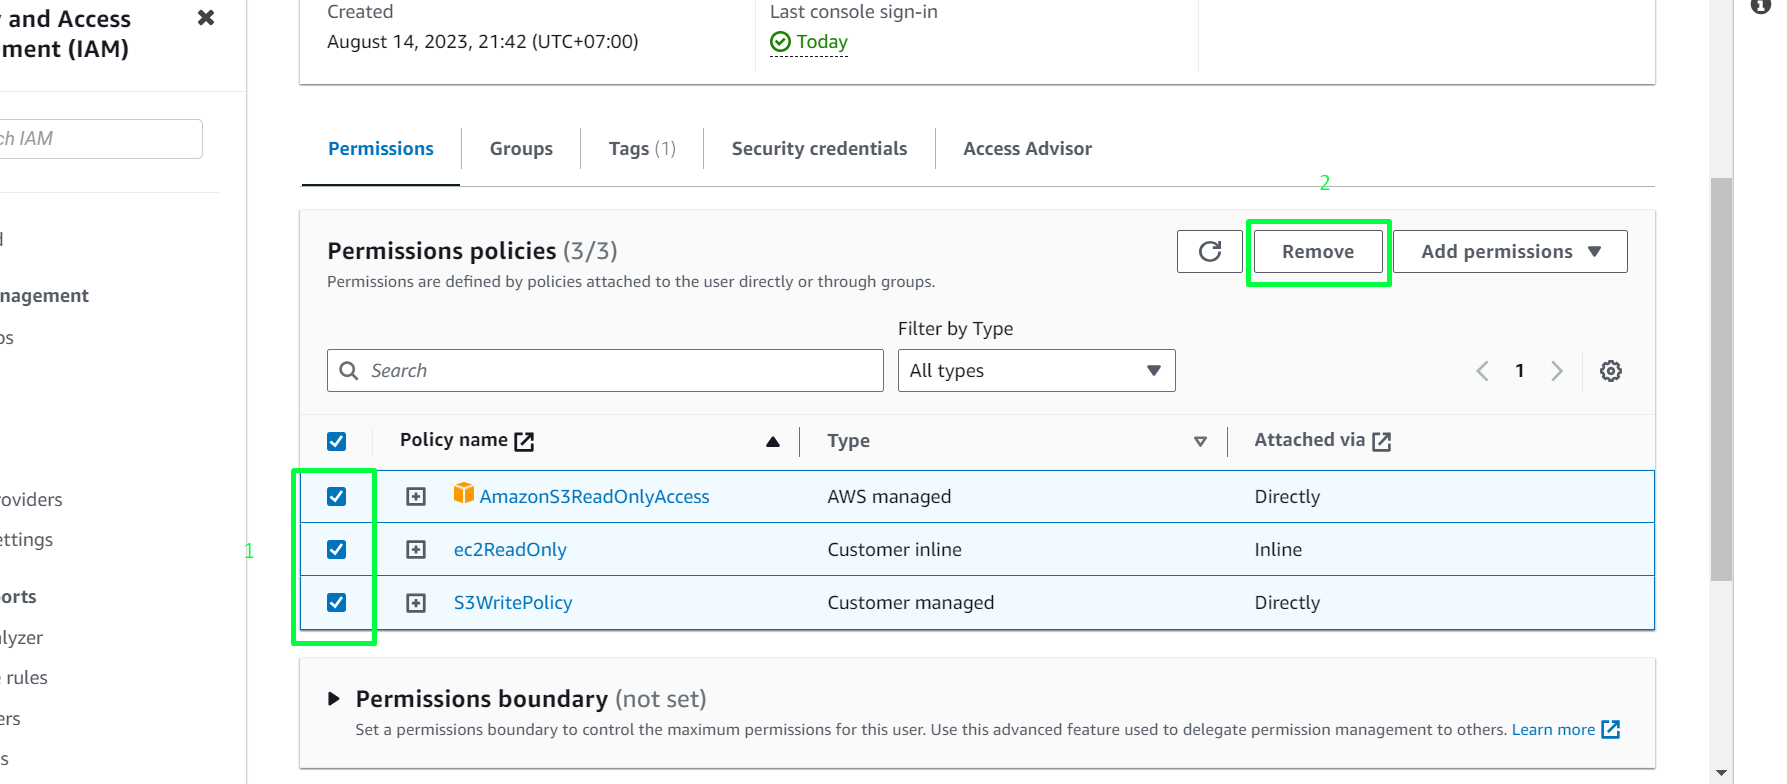 y and Access
ment (IAM)
ch IAM
d
nagement
ps
roviders
ettings
orts
alyzer
e rules
ers
s
Created
August 14, 2023, 21:42 (UTC+07:00)
Last console sign-in
Today
Permissions
Groups
Tags (1)
Security credentials
Access Advisor
2
Permissions policies (3/3)
Permissions are defined by policies attached to the user directly or through groups.
Remove
Add permissions
Filter by Type
Search
All types
1
Policy name
Type
Attached via
1
AmazonS3ReadOnlyAccess
AWS managed
Directly
ec2ReadOnly
Customer inline
Inline
S3WritePolicy
Customer managed
Directly
Permissions boundary (not set)
Set a permissions boundary to control the maximum permissions for this user. Use this advanced feature used to delegate permission management to others. Learn more